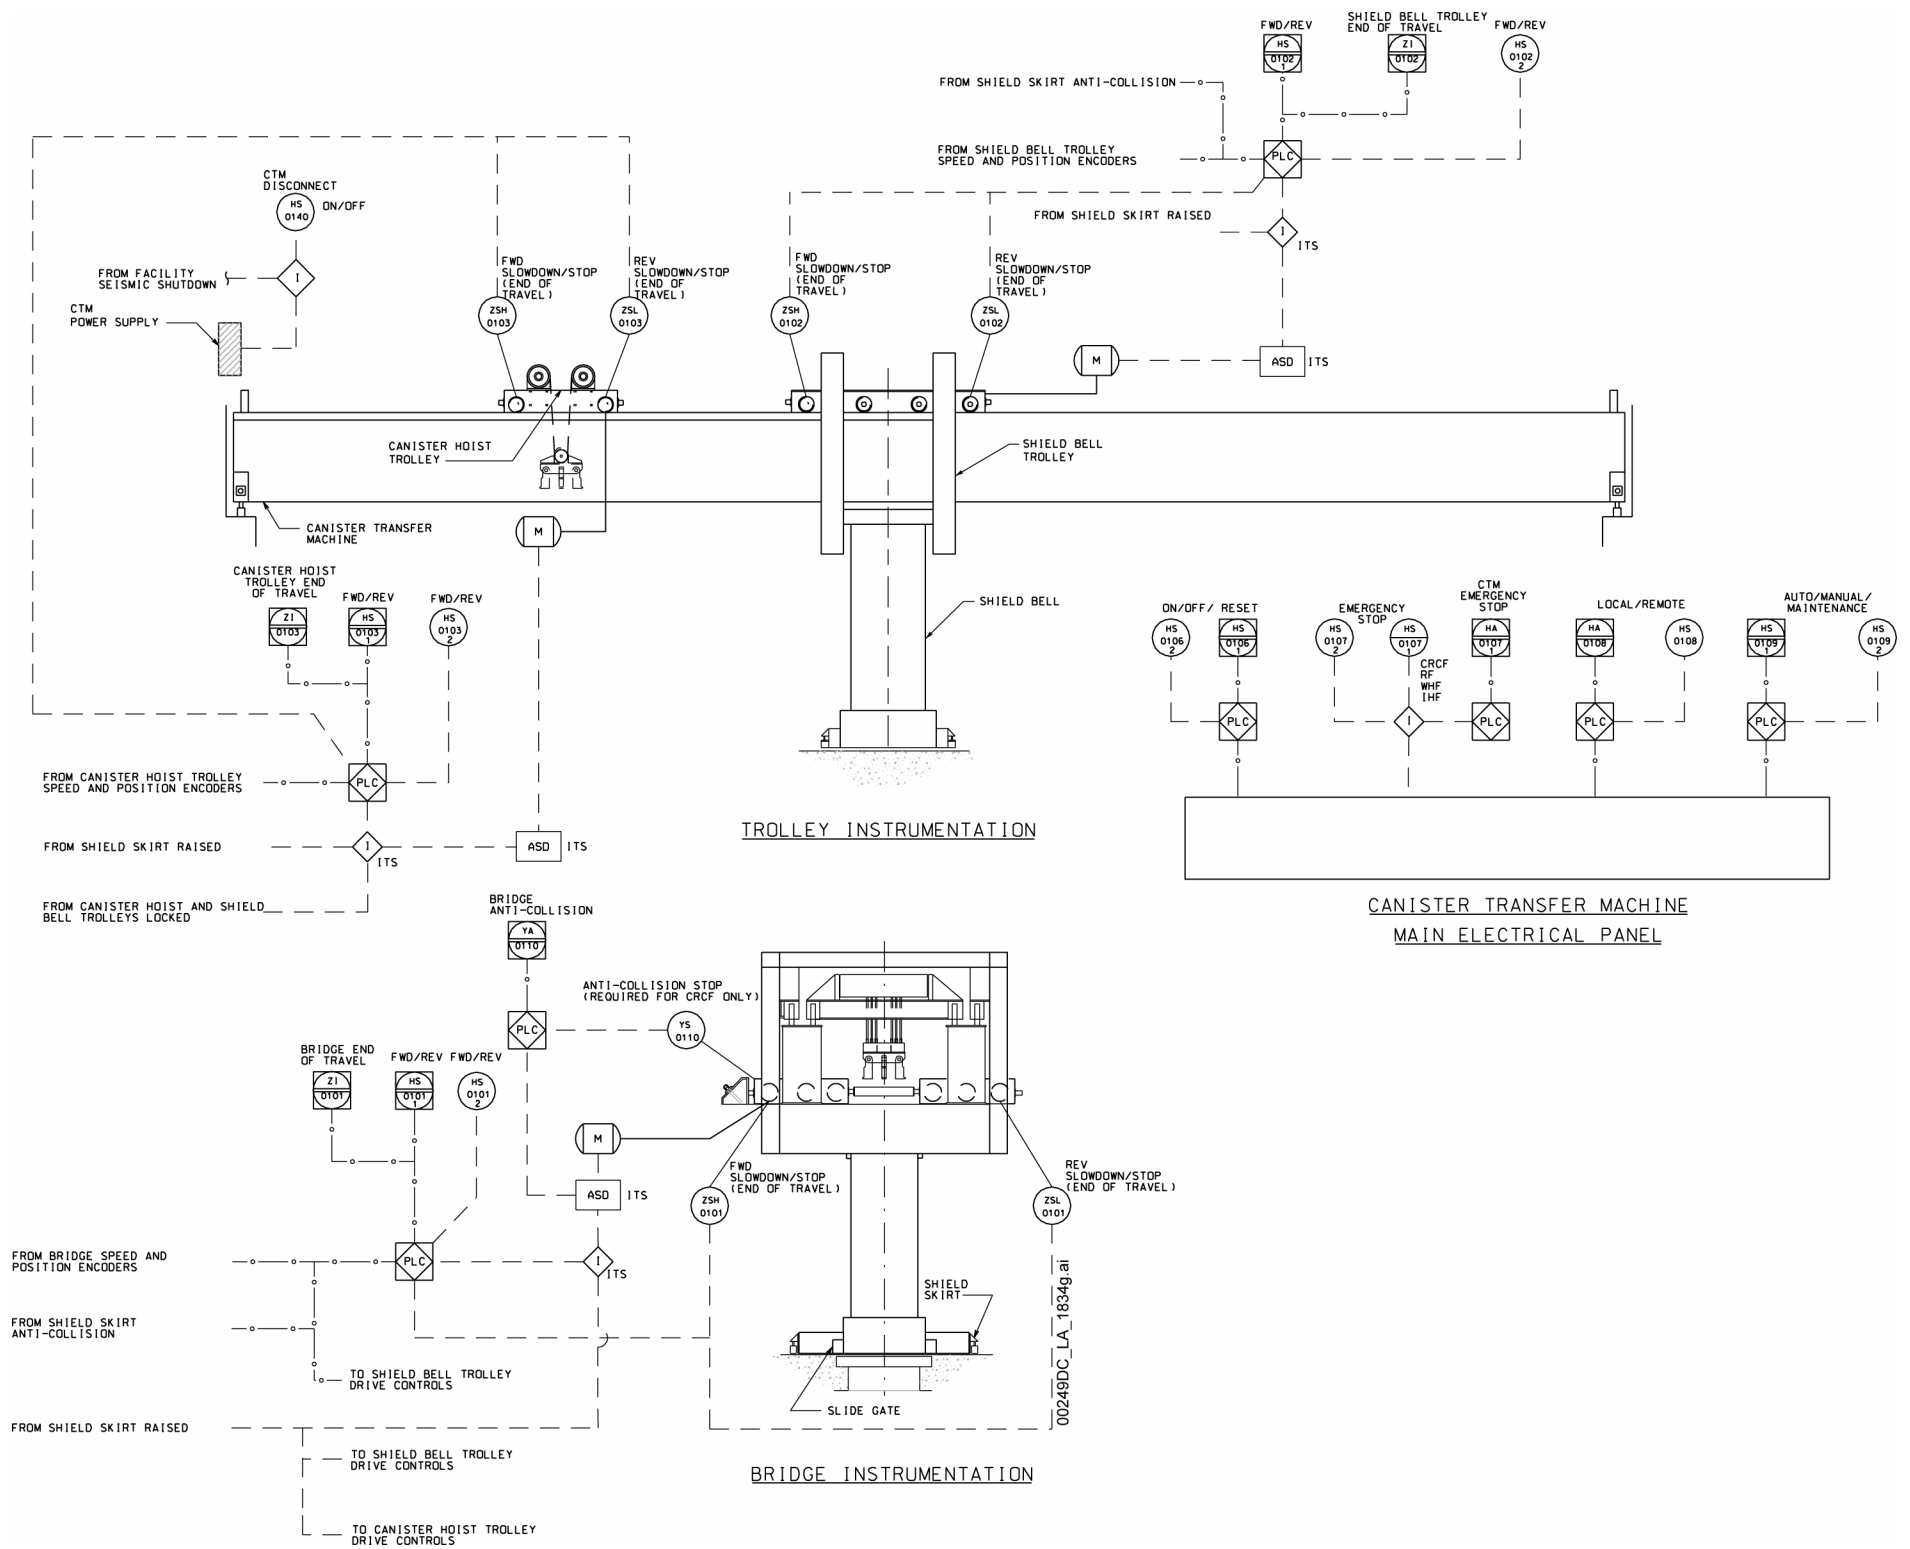 FWD/REV
SHIELD BELL TROLLEY
END OF TRAVEL
FWD/REV
HS
0102
1
ZI
0102
HS
0102
2
FROM SHIELD SKIRT ANTI-COLLISION
FROM SHIELD BELL TROLLEY
SPEED AND POSITION ENCODERS
PLC
FROM SHIELD SKIRT RAISED
I
ITS
ASD
ITS
M
CTM
DISCONNECT
HS
0140
ON/OFF
FROM FACILITY
SEISMIC SHUTDOWN
I
CTM
POWER SUPPLY
FWD
SLOWDOWN/STOP
(END OF
TRAVEL)
REV
SLOWDOWN/STOP
(END OF
TRAVEL)
FWD
SLOWDOWN/STOP
(END OF
TRAVEL)
REV
SLOWDOWN/STOP
(END OF
TRAVEL)
ZSH
0103
ZSL
0103
ZSH
0102
ZSL
0102
CANISTER HOIST
TROLLEY
SHIELD BELL
TROLLEY
CANISTER TRANSFER
MACHINE
M
SHIELD BELL
CANISTER HOIST
TROLLEY END
OF TRAVEL
FWD/REV
FWD/REV
ZI
0103
HS
0103
1
HS
0103
2
FROM CANISTER HOIST TROLLEY
SPEED AND POSITION ENCODERS
PLC
FROM SHIELD SKIRT RAISED
I
ITS
ASD
ITS
FROM CANISTER HOIST AND SHIELD
BELL TROLLEYS LOCKED
TROLLEY INSTRUMENTATION
ON/OFF/ RESET
EMERGENCY
STOP
CTM
EMERGENCY
STOP
LOCAL/REMOTE
AUTO/MANUAL/
MAINTENANCE
HS
0106
2
HS
0106
1
HS
0107
2
HS
0107
1
HA
0107
1
HA
0108
HS
0108
HS
0109
1
HS
0109
2
CRCF
RF
WHF
IHF
PLC
I
PLC
PLC
PLC
CANISTER TRANSFER MACHINE
MAIN ELECTRICAL PANEL
BRIDGE
ANTI-COLLISION
YA
0110
ANTI-COLLISION STOP
(REQUIRED FOR CRCF ONLY)
PLC
YS
0110
BRIDGE END
OF TRAVEL
FWD/REV
FWD/REV
ZI
0101
HS
0101
1
HS
0101
2
M
ASD
ITS
FWD
SLOWDOWN/STOP
(END OF TRAVEL)
REV
SLOWDOWN/STOP
(END OF TRAVEL)
ZSH
0101
ZSL
0101
FROM BRIDGE SPEED AND
POSITION ENCODERS
PLC
I
ITS
FROM SHIELD SKIRT
ANTI-COLLISION
SHIELD
SKIRT
TO SHIELD BELL TROLLEY
DRIVE CONTROLS
SLIDE GATE
FROM SHIELD SKIRT RAISED
TO SHIELD BELL TROLLEY
DRIVE CONTROLS
TO CANISTER HOIST TROLLEY
DRIVE CONTROLS
BRIDGE INSTRUMENTATION
00249DC_LA_1834g.ai